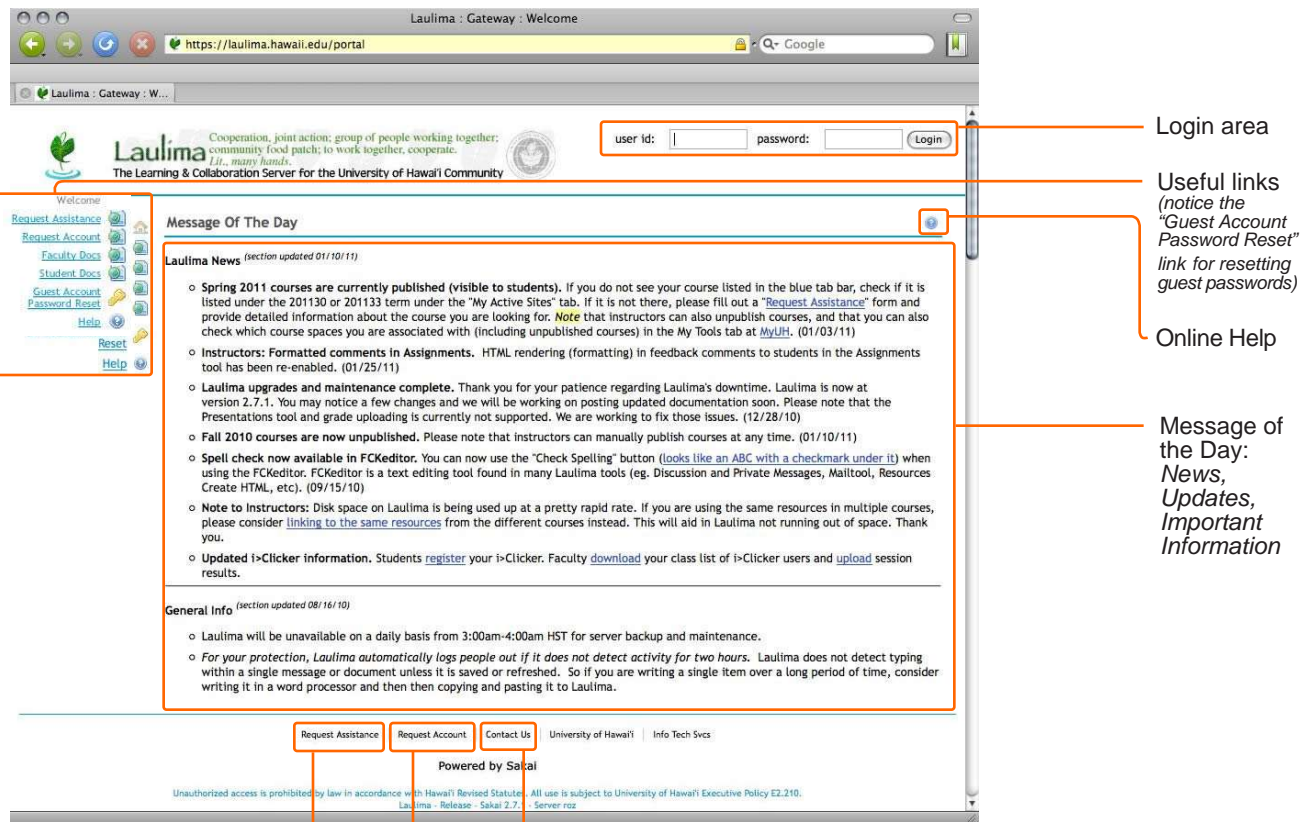 Laulima : Gateway : Welcome
https://laulima.hawaii.edu/portal
Google
Laulima : Gateway : W...
Laulima
Cooperation, joint action; group of people working together;
community food patch; to work together, cooperate.
Lit., many hands.
The Learning & Collaboration Server for the University of Hawai'i Community
user id:
password:
Login
Login area
Useful links
(notice the
“Guest Account
Password Reset”
link for resetting
guest passwords)
Online Help
Message of
the Day:
News,
Updates,
Important
Information
Welcome
Request Assistance
Request Account
Faculty Docs
Student Docs
Guest Account
Password Reset
Help
Reset
Help
Message Of The Day
Laulima News (section updated 01/10/11)
Spring 2011 courses are currently published (visible to students). If you do not see your course listed in the blue tab bar, check if it is
listed under the 201130 or 201133 term under the "My Active Sites" tab. If it is not there, please fill out a "Request Assistance" form and
provide detailed information about the course you are looking for. Note that instructors can also unpublish courses, and that you can also
check which course spaces you are associated with (including unpublished courses) in the My Tools tab at MyUH. (01/03/11)
Instructors: Formatted comments in Assignments. HTML rendering (formatting) in feedback comments to students in the Assignments
tool has been re-enabled. (01/25/11)
Laulima upgrades and maintenance complete. Thank you for your patience regarding Laulima's downtime. Laulima is now at
version 2.7.1. You may notice a few changes and we will be working on posting updated documentation soon. Please note that the
Presentations tool and grade uploading is currently not supported. We are working to fix those issues. (12/28/10)
Fall 2010 courses are now unpublished. Please note that instructors can manually publish courses at any time. (01/10/11)
Spell check now available in FCKeditor. You can now use the "Check Spelling" button (looks like an ABC with a checkmark under it) when
using the FCKeditor. FCKeditor is a text editing tool found in many Laulima tools (eg. Discussion and Private Messages, Mailtool, Resources
Create HTML, etc). (09/15/10)
Note to Instructors: Disk space on Laulima is being used up at a pretty rapid rate. If you are using the same resources in multiple courses,
please consider linking to the same resources from the different courses instead. This will aid in Laulima not running out of space. Thank
you.
Updated i>Clicker information. Students register your i>Clicker. Faculty download your class list of i>Clicker users and upload session
results.
General Info (section updated 08/16/10)
Laulima will be unavailable on a daily basis from 3:00am-4:00am HST for server backup and maintenance.
For your protection, Laulima automatically logs people out if it does not detect activity for two hours. Laulima does not detect typing
within a single message or document unless it is saved or refreshed. So if you are writing a single item over a long period of time, consider
writing it in a word processor and then then copying and pasting it to Laulima.
Request Assistance | Request Account | Contact Us | University of Hawai'i | Info Tech Svcs
Powered by Sakai
Unauthorized access is prohibited by law in accordance with Hawai'i Revised Statutes. All use is subject to University of Hawai'i Executive Policy E2.210.
Laulima - Release - Sakai 2.7.1 - Server roz